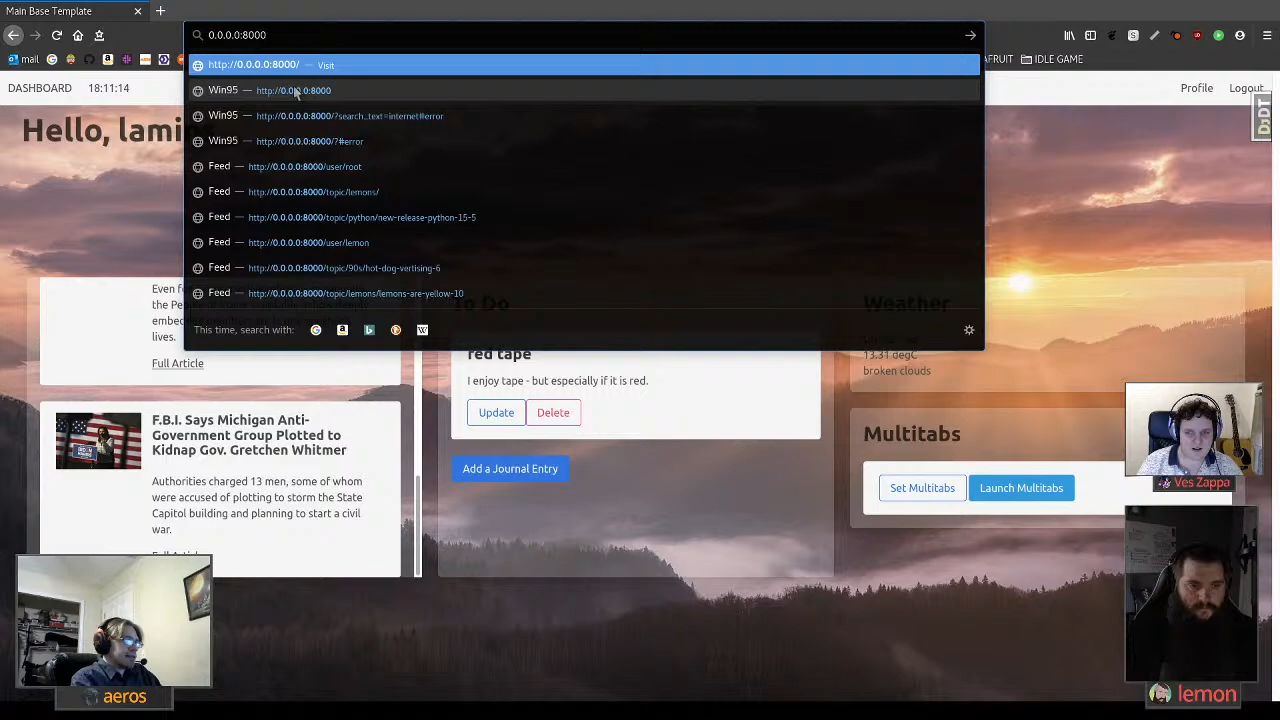 Main Base Template
0.0.0.0:8000
mail
AFRUIT
IDLE GAME
http://0.0.0.0:8000/ — Visit
Win95 — http://0.0.0.0:8000
Win95 — http://0.0.0.0:8000/?search_text=internet#error
Win95 — http://0.0.0.0:8000/?#error
Feed — http://0.0.0.0:8000/user/root
Feed — http://0.0.0.0:8000/topic/lemons/
Feed — http://0.0.0.0:8000/topic/python/new-release-python-15-5
Feed — http://0.0.0.0:8000/user/lemon
Feed — http://0.0.0.0:8000/topic/90s/hot-dog-vertising-6
Feed — http://0.0.0.0:8000/topic/lemons/lemons-are-yellow-10
This time, search with:
DASHBOARD 18:11:14
Profile
Logout
DjDT
Hello, lami
lives.
Full Article
F.B.I. Says Michigan Anti-
Government Group Plotted to
Kidnap Gov. Gretchen Whitmer
Authorities charged 13 men, some of whom
were accused of plotting to storm the State
Capitol building and planning to start a civil
war.
To Do
red tape
I enjoy tape - but especially if it is red.
Update
Delete
Add a Journal Entry
Weather
13.31 degC
broken clouds
Multitabs
Set Multitabs
Launch Multitabs
Ves Zappa
aeros
lemon